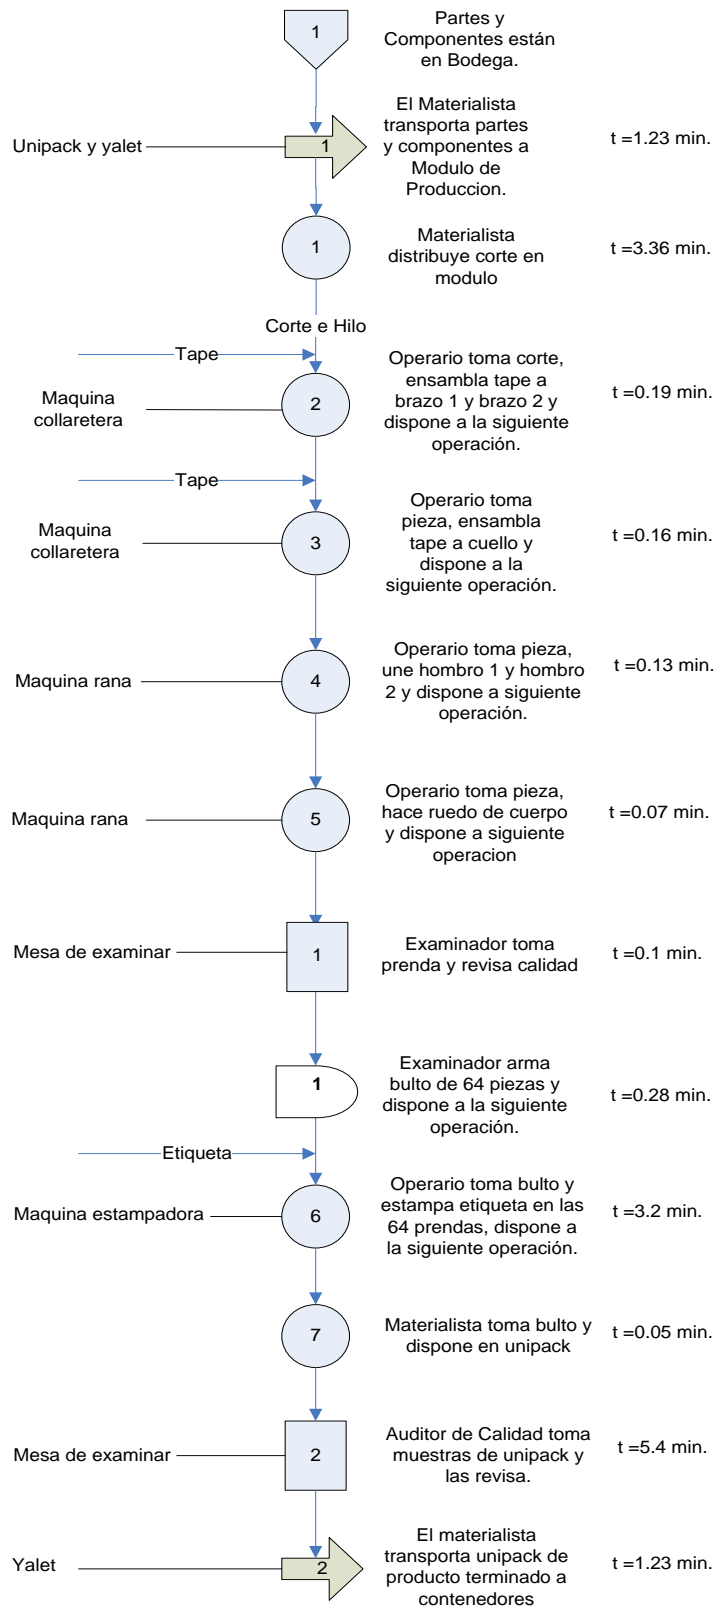 1
Partes y
Componentes están
en Bodega.
Unipack y yalet
1
El Materialista
transporta partes
y componentes a
Modulo de
Produccion.
t =1.23 min.
1
Materialista
distribuye corte en
modulo
t =3.36 min.
Corte e Hilo
Tape
Maquina
collaretera
2
Operario toma corte,
ensambla tape a
brazo 1 y brazo 2 y
dispone a la siguiente
operación.
t =0.19 min.
Tape
Maquina
collaretera
3
Operario toma
pieza, ensambla
tape a cuello y
dispone a la
siguiente operación.
t =0.16 min.
Maquina rana
4
Operario toma pieza,
une hombro 1 y hombro
2 y dispone a siguiente
operación.
t =0.13 min.
Maquina rana
5
Operario toma pieza,
hace ruedo de cuerpo
y dispone a siguiente
operacion
t =0.07 min.
Mesa de examinar
1
Examinador toma
prenda y revisa calidad
t =0.1 min.
1
Examinador arma
bulto de 64 piezas y
dispone a la siguiente
operación.
t =0.28 min.
Etiqueta
Maquina estampadora
6
Operario toma bulto y
estampa etiqueta en las
64 prendas, dispone a
la siguiente operación.
t =3.2 min.
7
Materialista toma bulto y
dispone en unipack
t =0.05 min.
Mesa de examinar
2
Auditor de Calidad toma
muestras de unipack y
las revisa.
t =5.4 min.
Yalet
2
El materialista
transporta unipack de
producto terminado a
contenedores
t =1.23 min.